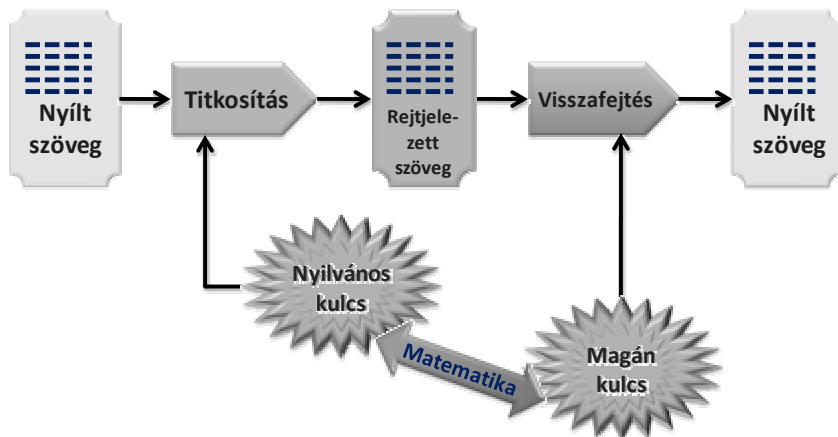 Nyílt
szöveg
Titkosítás
Rejtjele-
zett
szöveg
Visszafejtés
Nyílt
szöveg
Nyilvános
kulcs
Matematika
Magán
kulcs